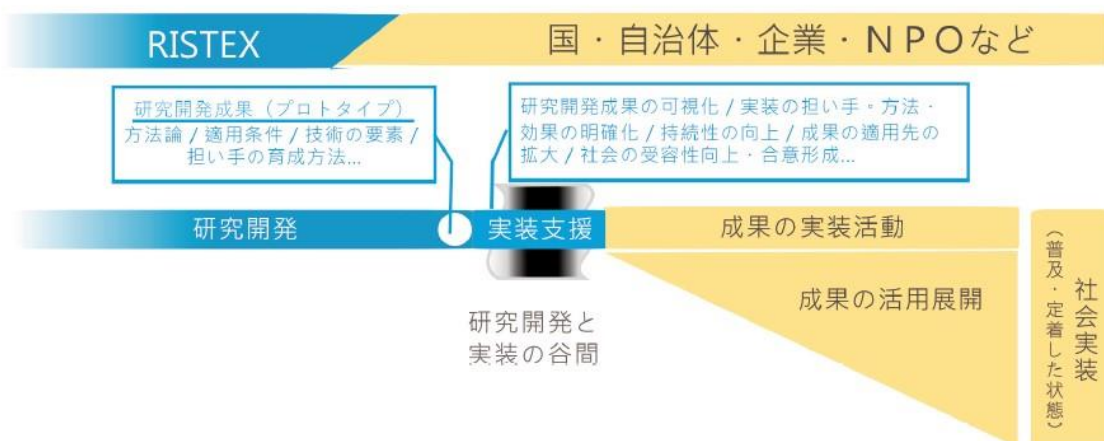 RISTEX
国・自治体・企業・NPOなど
研究開発成果（プロトタイプ）
方法論 / 適用条件 / 技術の要素 /
担い手の育成方法…
研究開発成果の可視化 / 実装の担い手。方法・
効果の明確化 / 持続性の向上 / 成果の適用先の
拡大 / 社会の受容性向上・合意形成…
研究開発
実装支援
成果の実装活動
成果の活用展開
研究開発と
実装の谷間
社会実装
（普及・定着した状態）